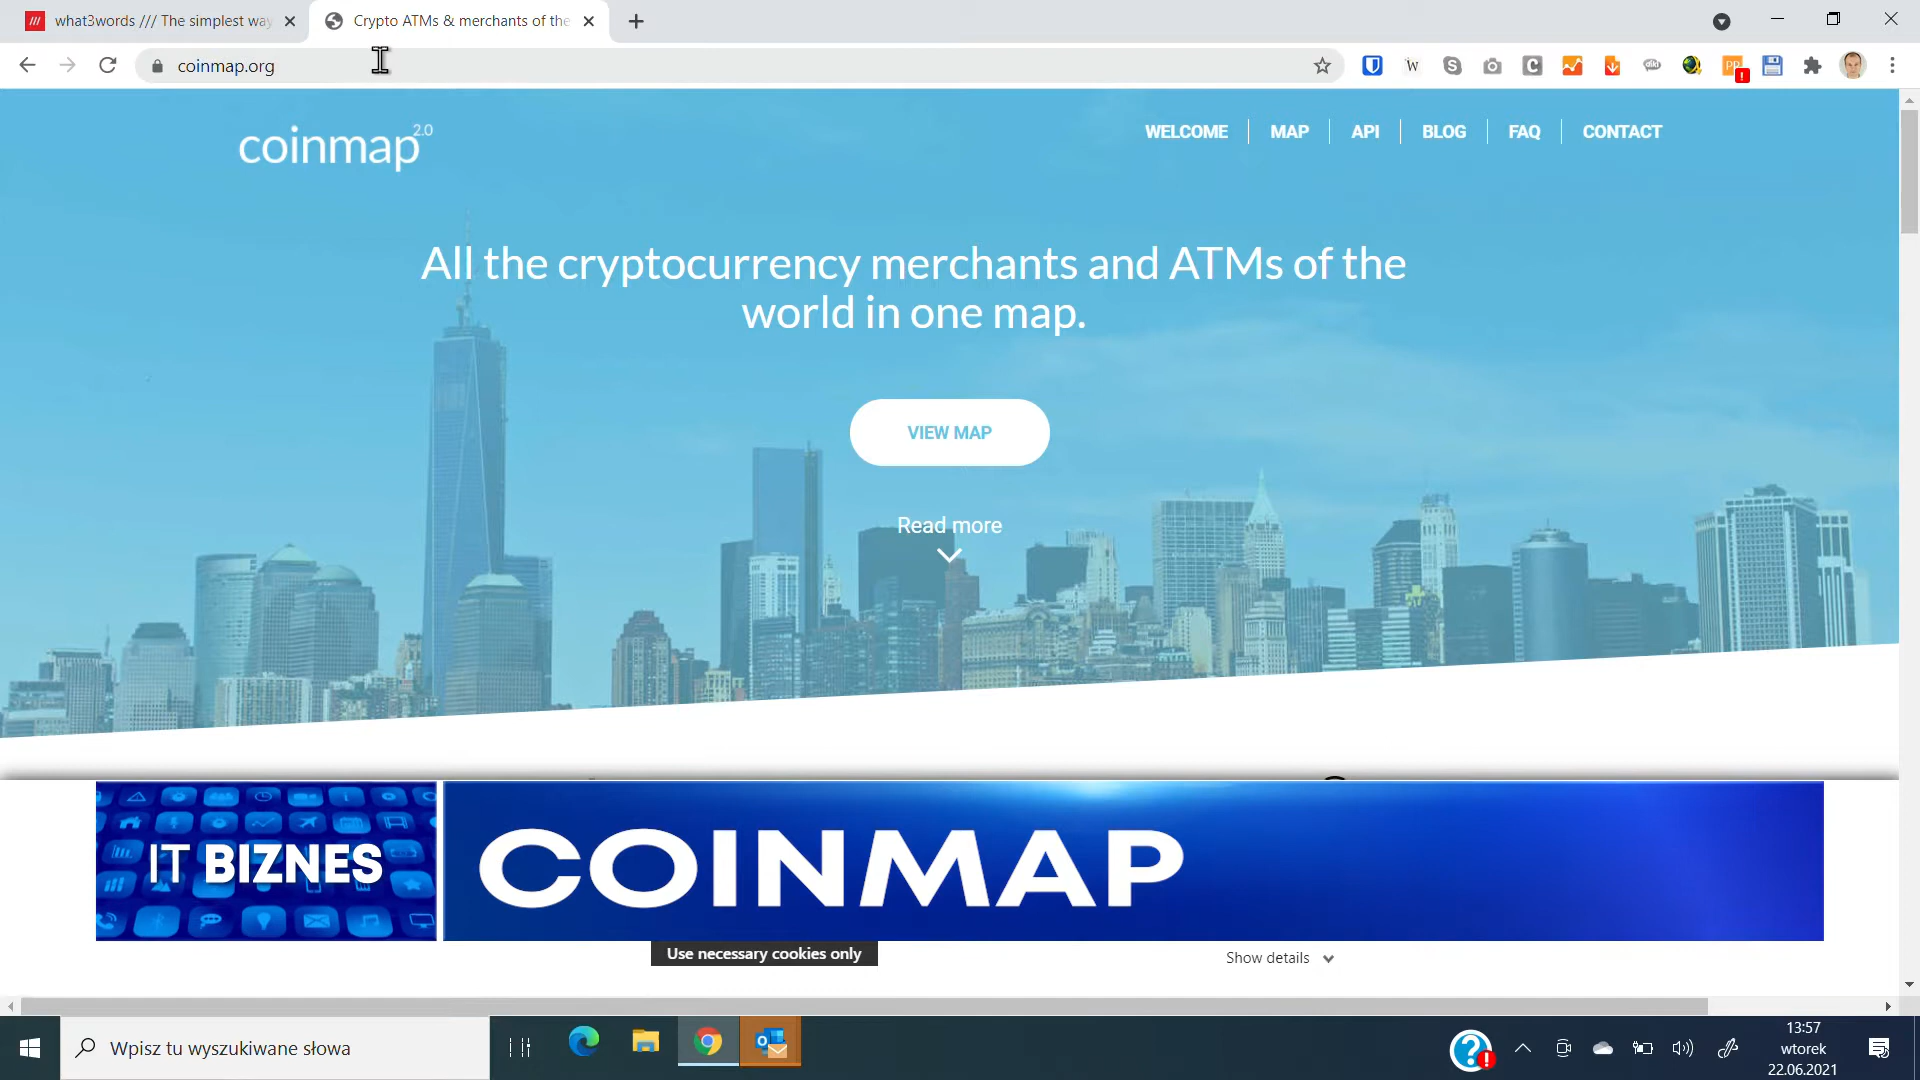 what3words /// The simplest way
Crypto ATMs & merchants of the
coinmap.org
coinmap 2.0
WELCOME
MAP
API
BLOG
FAQ
CONTACT
All the cryptocurrency merchants and ATMs of the
world in one map.
VIEW MAP
Read more
IT BIZNES
COINMAP
Use necessary cookies only
Show details
Wpisz tu wyszukiwane słowa
13:57
wtorek
22.06.2021